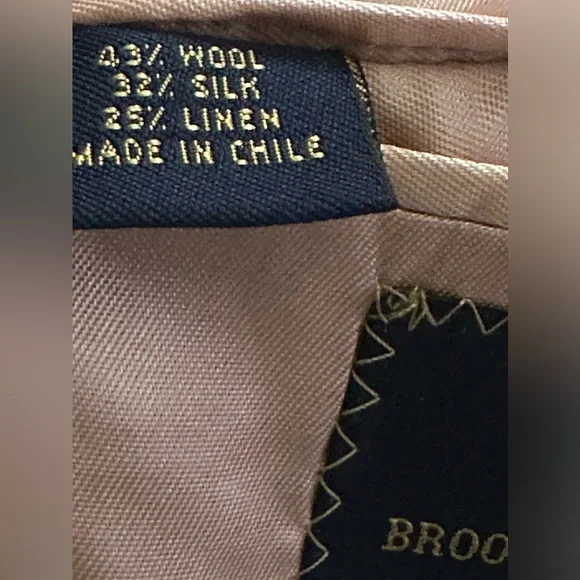 43% WOOL
32% SILK
25% LINEN
MADE IN CHILE
BROO